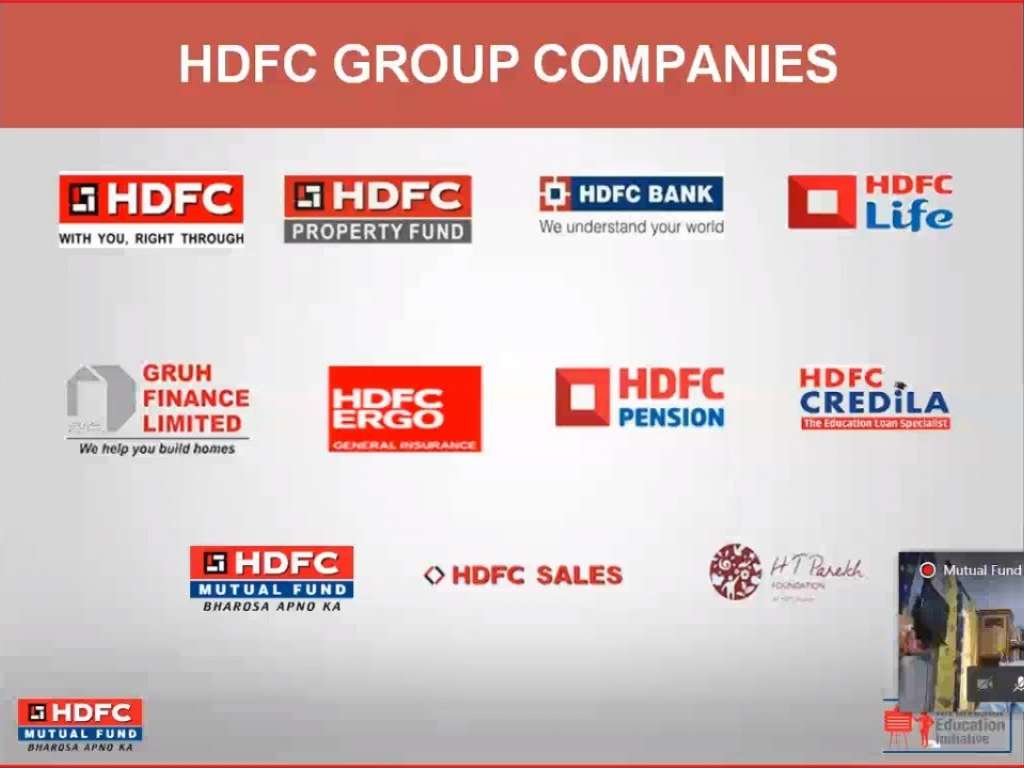 HDFC GROUP COMPANIES
HDFC
WITH YOU, RIGHT THROUGH
HDFC
PROPERTY FUND
HDFC BANK
We understand your world
HDFC
Life
GRUH
FINANCE
LIMITED
We help you build homes
HDFC
ERGO
GENERAL INSURANCE
HDFC
PENSION
HDFC
CREDiLA
The Education Loan Specialist
HDFC
MUTUAL FUND
BHAROSA APNO KA
HDFC SALES
HT Parekh
FOUNDATION
Mutual Fund
HDFC
MUTUAL FUND
BHAROSA APNO KA
Education
Initiative